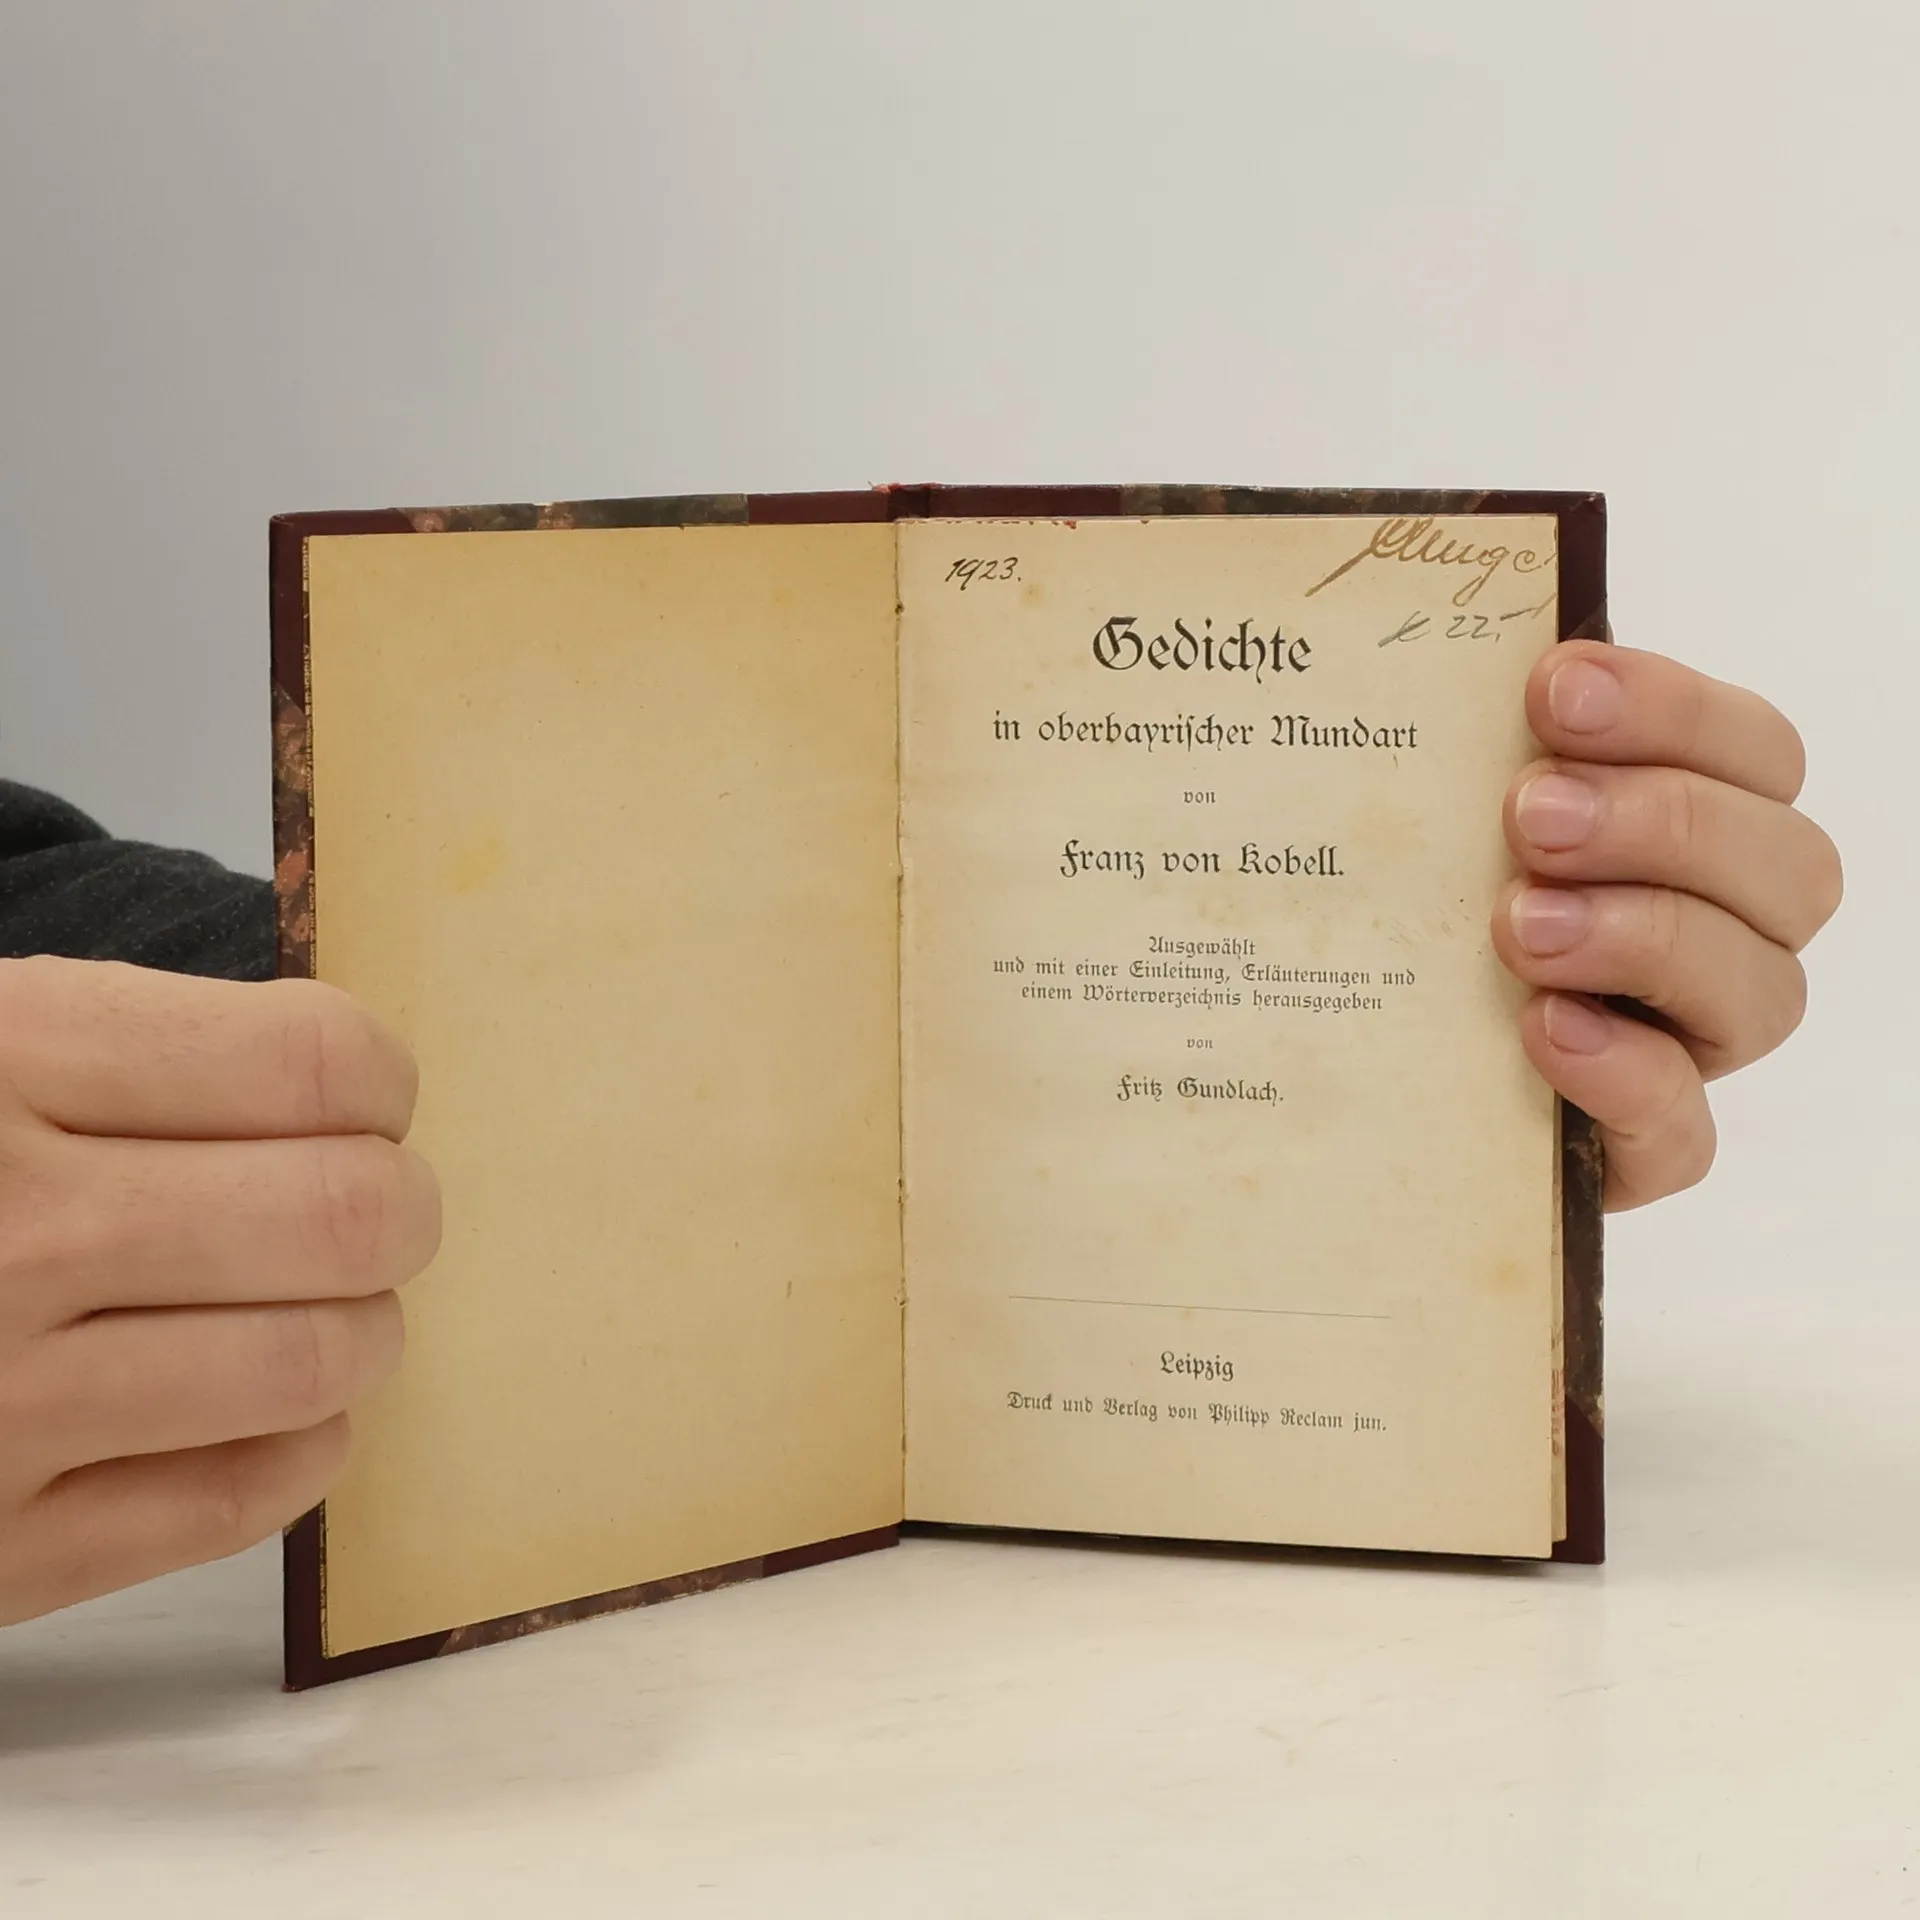 1923.
K 22,-
Gedichte
in oberbayriſcher Mundart
von
Franz von Kobell.
Ausgewählt
und mit einer Einleitung, Erläuterungen und
einem Wörterverzeichnis herausgegeben
von
Fritz Gundlach.
Leipzig
Druck und Verlag von Philipp Reclam jun.